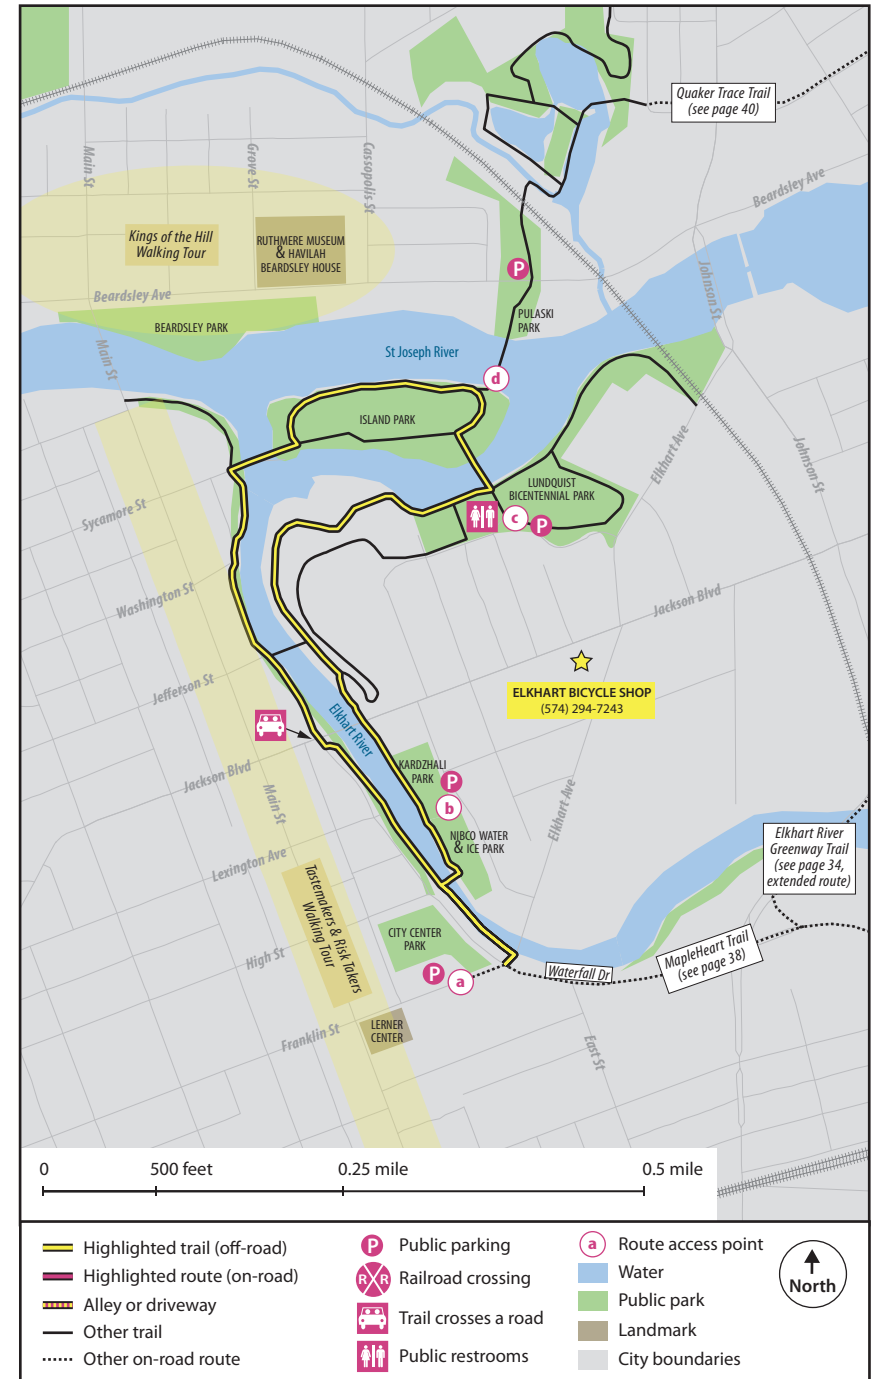 Quaker Trace Trail
(see page 40)
Main St
Grove St
Cassopolis St
Beardsley Ave
Kings of the Hill
Walking Tour
RUTHMERE MUSEUM
& HAVILAH
BEARDSLEY HOUSE
P
Johnson St
Beardsley Ave
BEARDSLEY PARK
PULASKI
PARK
Main St
St Joseph River
d
ISLAND PARK
Elkhart Ave
Johnson St
LUNDQUIST
BICENTENNIAL PARK
Sycamore St
c
P
Washington St
Jackson Blvd
Jefferson St
ELKHART BICYCLE SHOP
(574) 294-7243
Elkhart River
Jackson Blvd
Main St
KARDZHALI
PARK
P
b
Elkhart Ave
NIBCO WATER
& ICE PARK
Elkhart River
Greenway Trail
(see page 34,
extended route)
Lexington Ave
Tastemakers & Risk Takers
Walking Tour
CITY CENTER
PARK
High St
P
a
Waterfall Dr
MapleHeart Trail
(see page 38)
Franklin St
LERNER
CENTER
East St
0 500 feet 0.25 mile 0.5 mile
Highlighted trail (off-road)
Highlighted route (on-road)
Alley or driveway
Other trail
Other on-road route
P Public parking
R R Railroad crossing
Trail crosses a road
Public restrooms
a Route access point
Water
Public park
Landmark
City boundaries
North